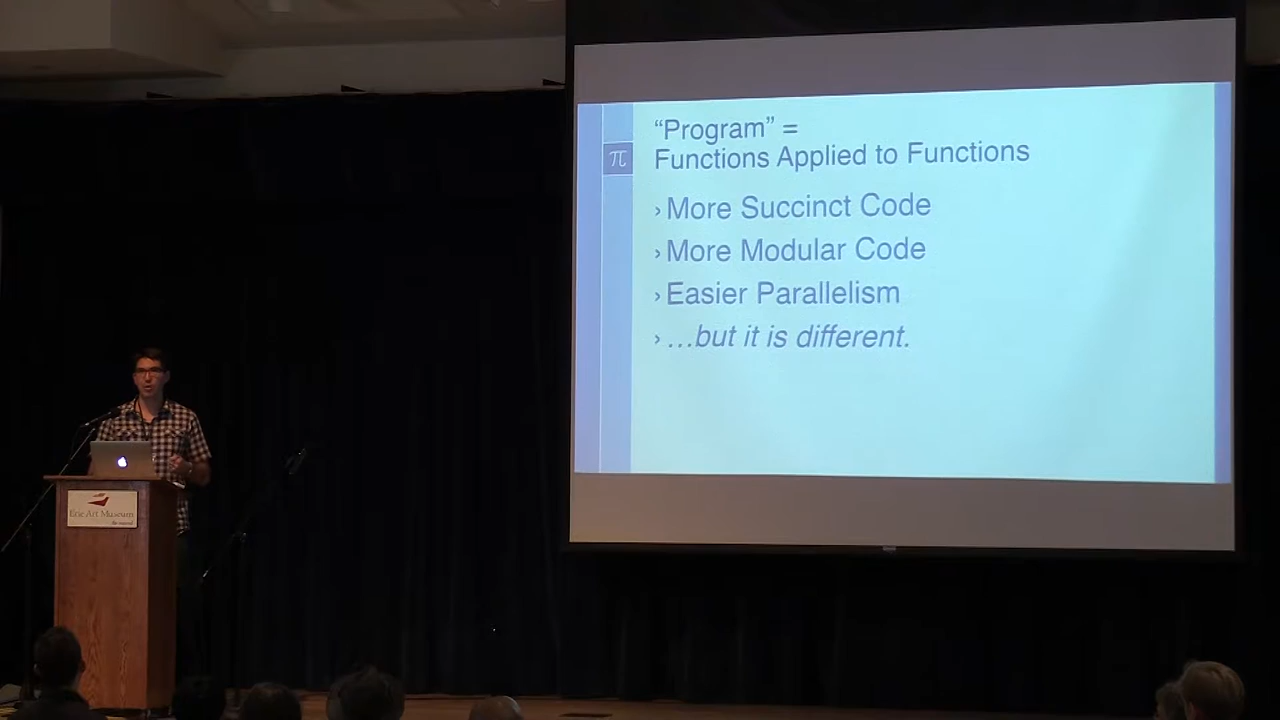 "Program" =
Functions Applied to Functions
π
› More Succinct Code
› More Modular Code
› Easier Parallelism
› ...but it is different.
Erie Art Museum